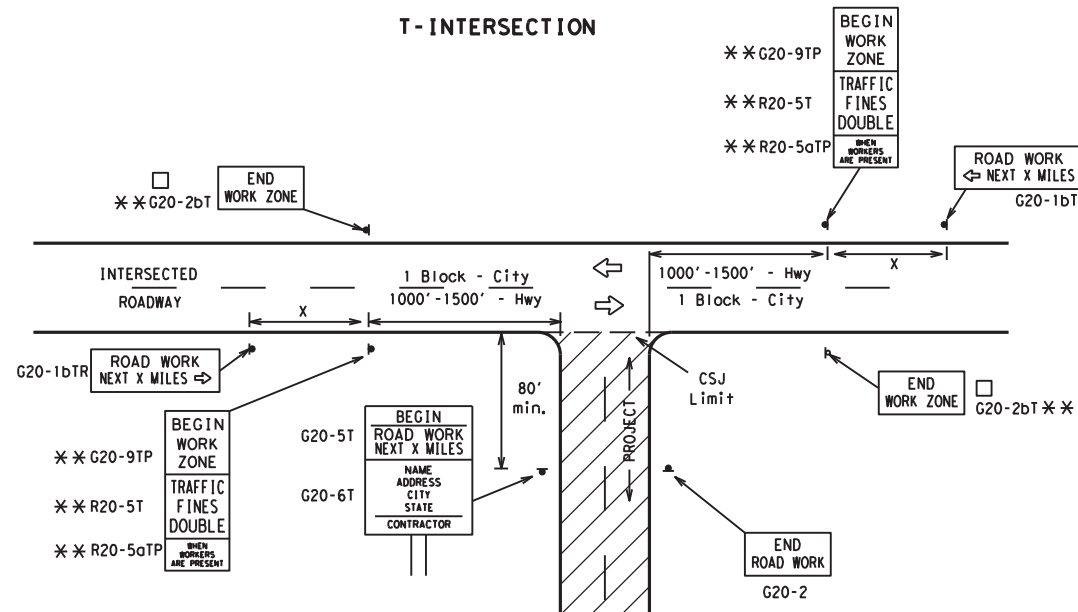 T-INTERSECTION
BEGIN
WORK
ZONE
** G20-9TP
TRAFFIC
FINES
DOUBLE
** R20-5T
WHEN
WORKERS
ARE PRESENT
** R20-5aTP
ROAD WORK
⇦ NEXT X MILES
G20-1bTL
END
WORK ZONE
□
** G20-2bT
INTERSECTED
ROADWAY
1 Block - City
1000'-1500' - Hwy
⇦
⇨
1000'-1500' - Hwy
1 Block - City
X
X
G20-1bTR
ROAD WORK
NEXT X MILES ⇨
80'
min.
CSJ
Limit
PROJECT
END
WORK ZONE
□
G20-2bT **
BEGIN
WORK
ZONE
** G20-9TP
TRAFFIC
FINES
DOUBLE
** R20-5T
WHEN
WORKERS
ARE PRESENT
** R20-5aTP
G20-5T
BEGIN
ROAD WORK
NEXT X MILES
G20-6T
NAME
ADDRESS
CITY
STATE
CONTRACTOR
END
ROAD WORK
G20-2